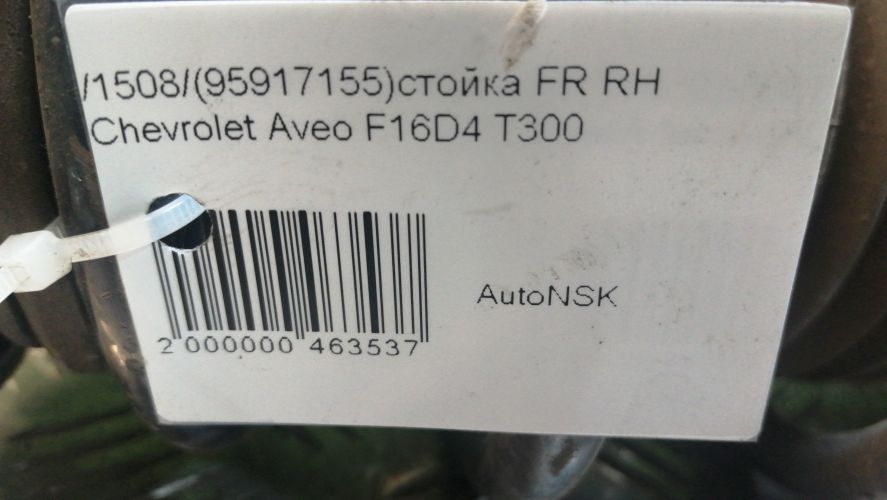 /1508/(95917155)стойка FR RH
Chevrolet Aveo F16D4 T300
AutoNSK
2 000000 463537